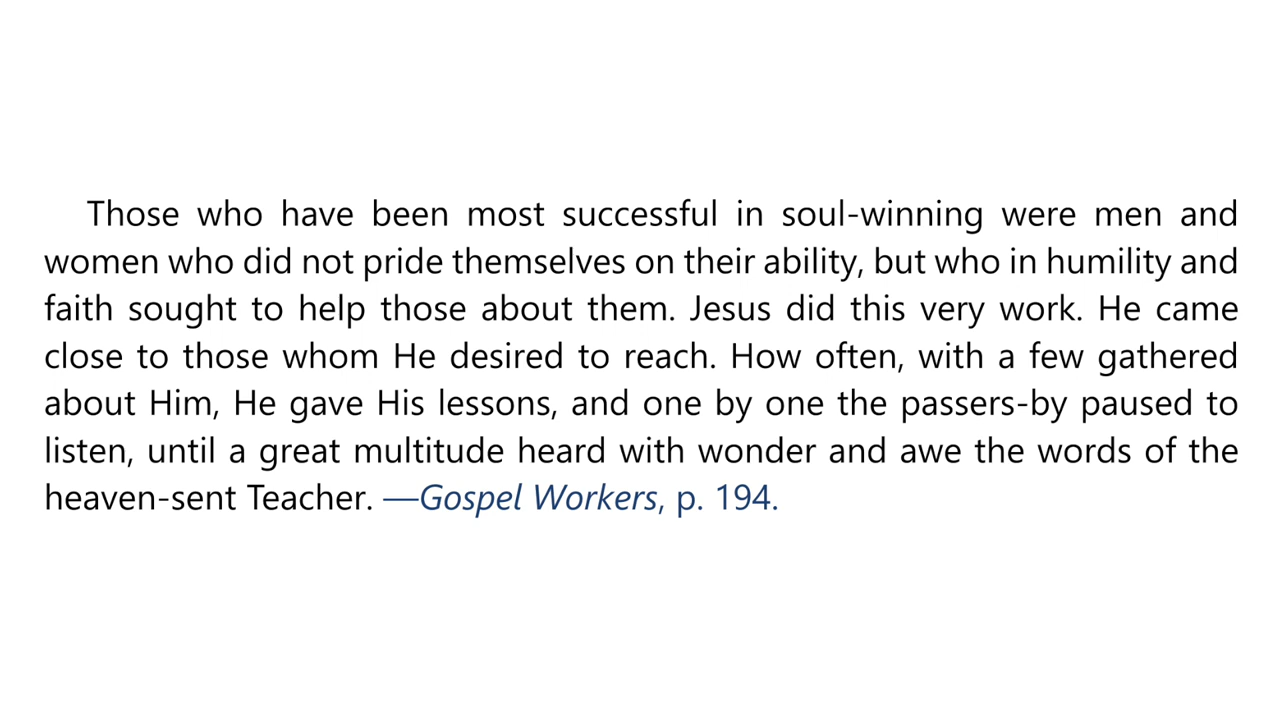 Those who have been most successful in soul-winning were men and
women who did not pride themselves on their ability, but who in humility and
faith sought to help those about them. Jesus did this very work. He came
close to those whom He desired to reach. How often, with a few gathered
about Him, He gave His lessons, and one by one the passers-by paused to
listen, until a great multitude heard with wonder and awe the words of the
heaven-sent Teacher. —Gospel Workers, p. 194.